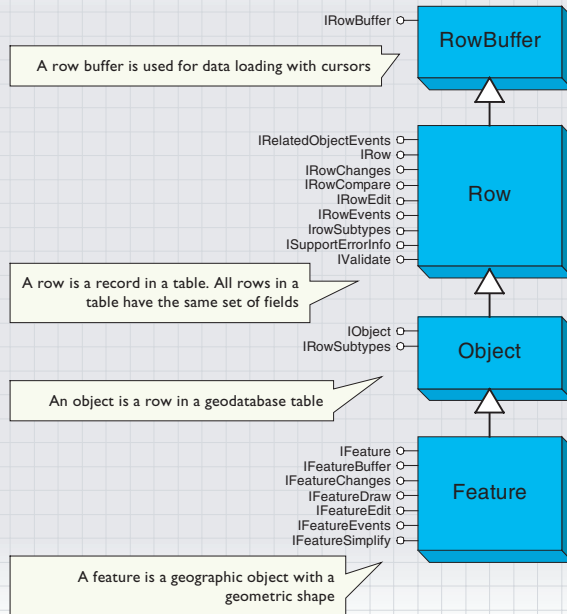 IRowBuffer
RowBuffer
A row buffer is used for data loading with cursors
IRelatedObjectEvents
IRow
IRowChanges
IRowCompare
IRowEdit
IRowEvents
IrowSubtypes
ISupportErrorInfo
IValidate
Row
A row is a record in a table. All rows in a
table have the same set of fields
IObject
IRowSubtypes
Object
An object is a row in a geodatabase table
IFeature
IFeatureBuffer
IFeatureChanges
IFeatureDraw
IFeatureEdit
IFeatureEvents
IFeatureSimplify
Feature
A feature is a geographic object with a
geometric shape